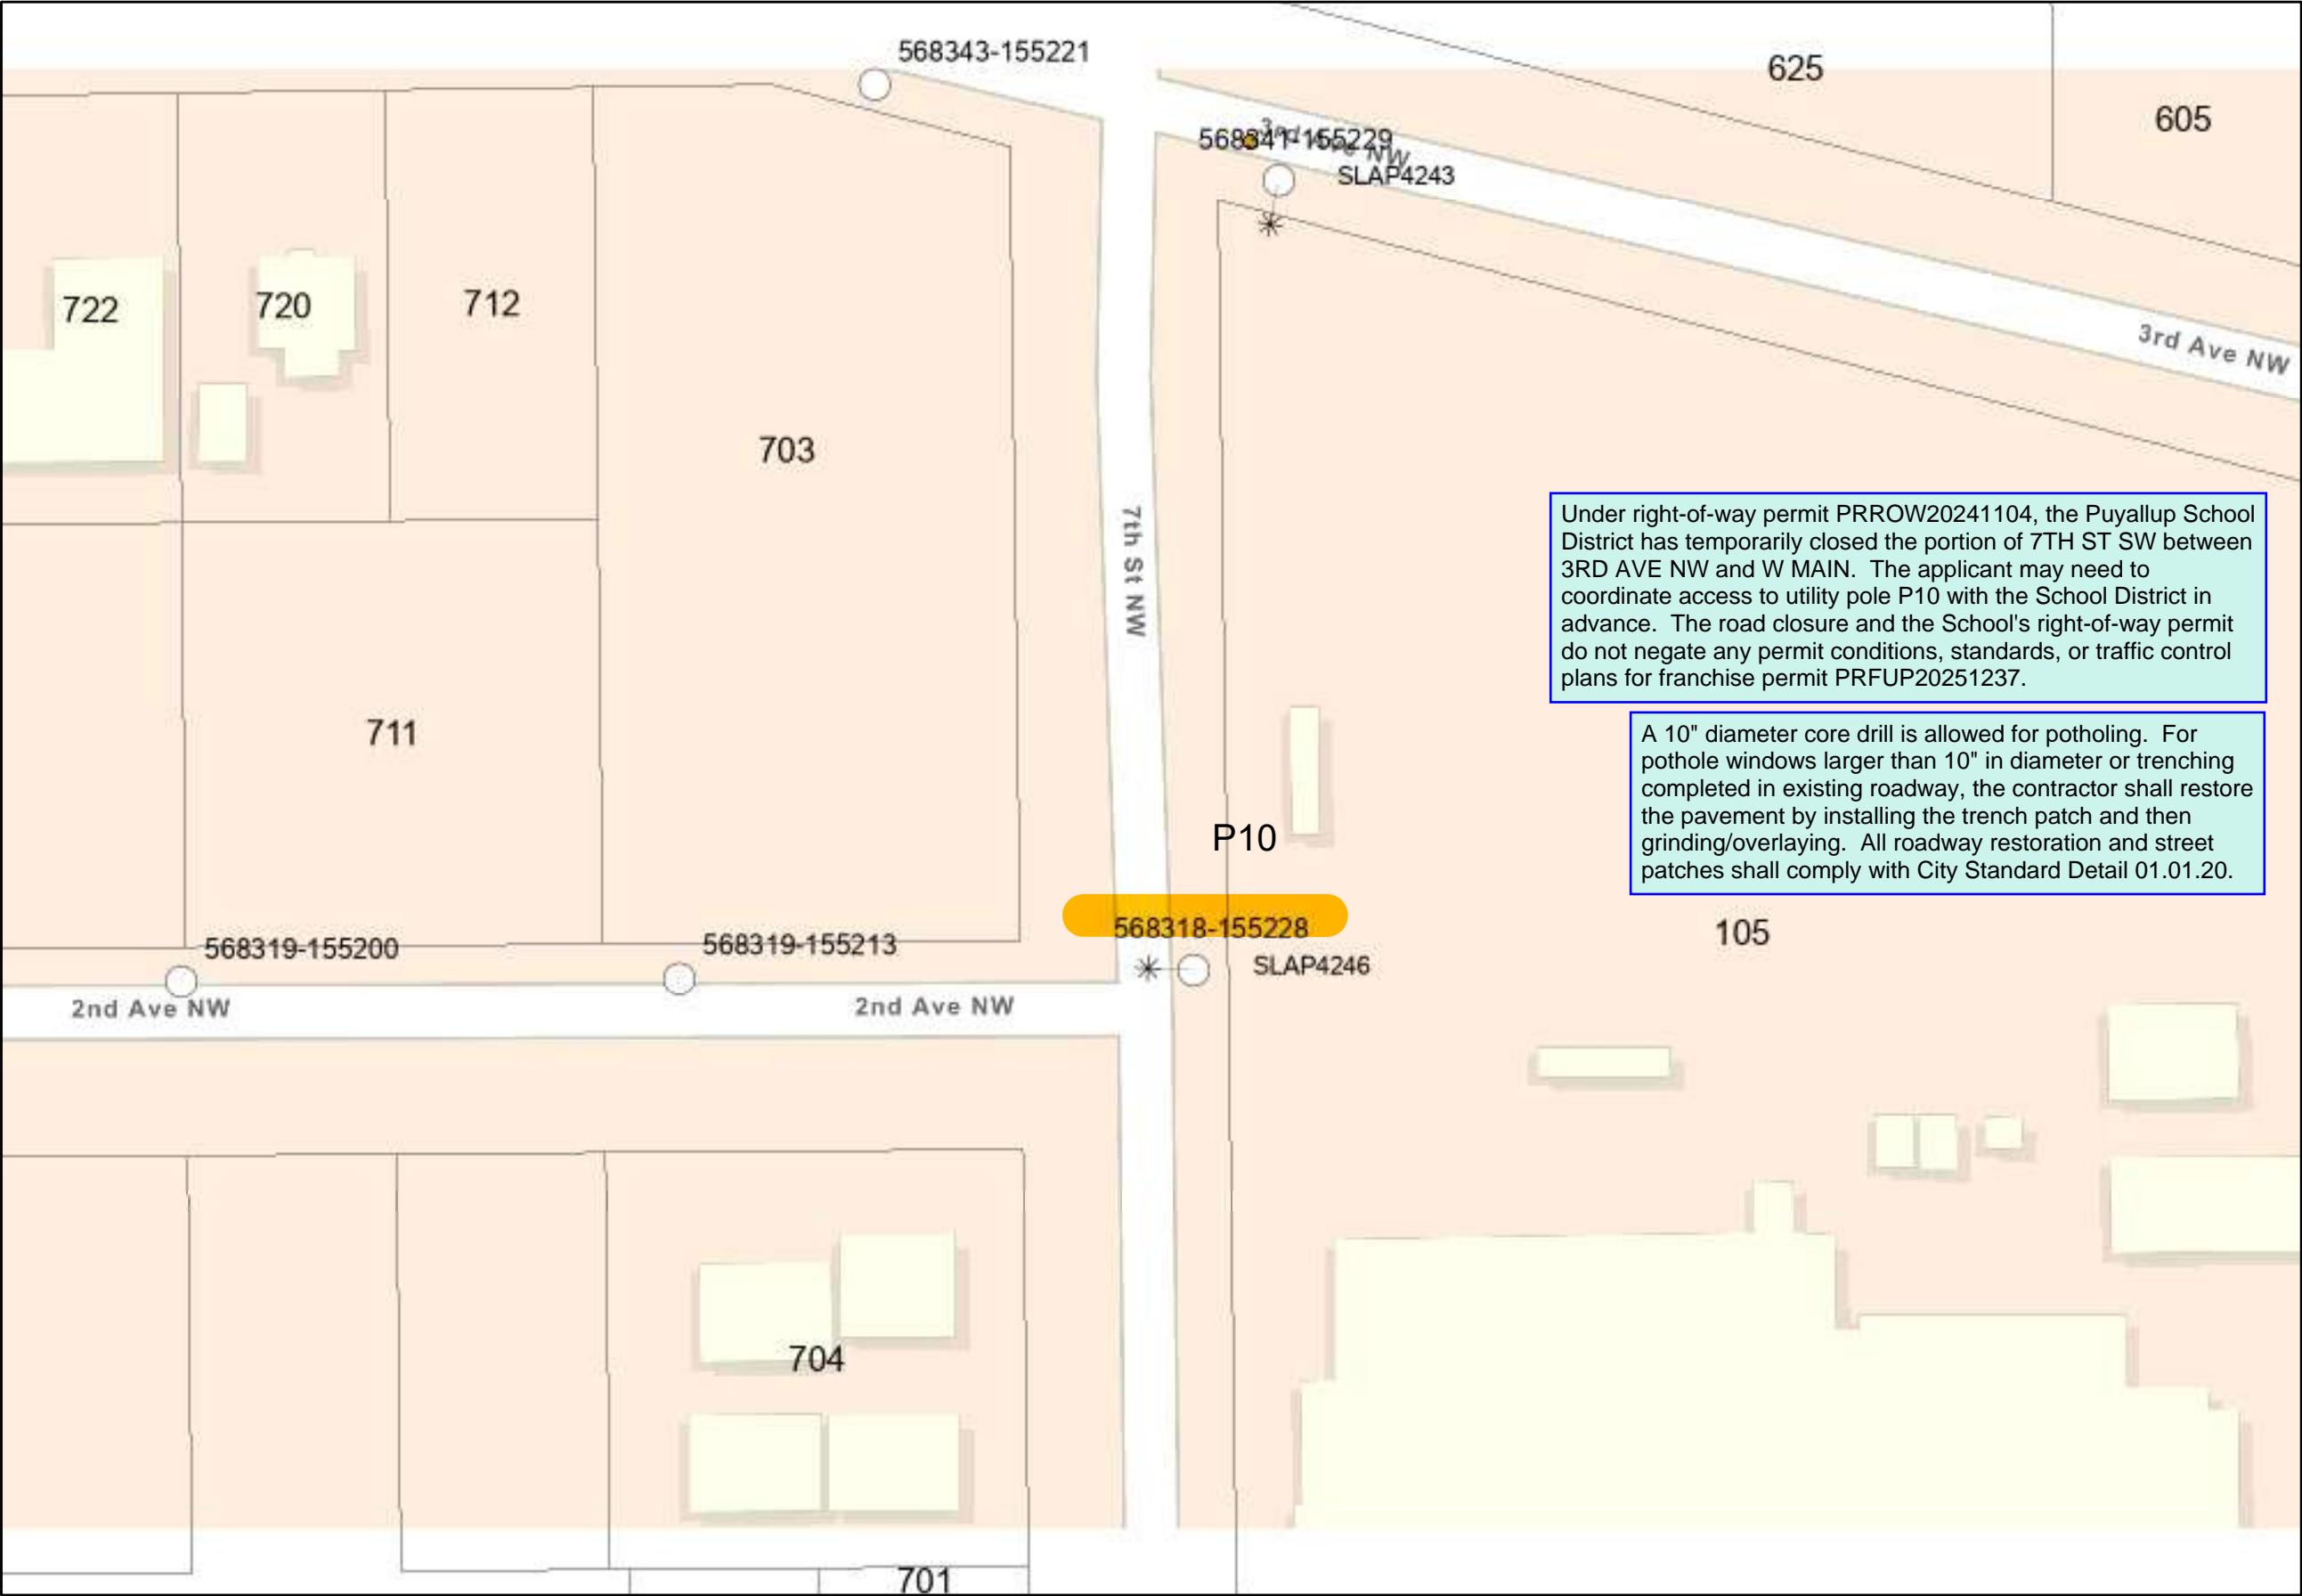 568343-155221
625
605
568341-155229
3rd Ave NW
SLAP4243
722
720
712
3rd Ave NW
703
7th St NW
Under right-of-way permit PRROW20241104, the Puyallup School
District has temporarily closed the portion of 7TH ST SW between
3RD AVE NW and W MAIN. The applicant may need to
coordinate access to utility pole P10 with the School District in
advance. The road closure and the School's right-of-way permit
do not negate any permit conditions, standards, or traffic control
plans for franchise permit PRFUP20251237.
711
A 10" diameter core drill is allowed for potholing. For
pothole windows larger than 10" in diameter or trenching
completed in existing roadway, the contractor shall restore
the pavement by installing the trench patch and then
grinding/overlaying. All roadway restoration and street
patches shall comply with City Standard Detail 01.01.20.
P10
568318-155228
105
568319-155200
568319-155213
SLAP4246
2nd Ave NW
2nd Ave NW
704
701